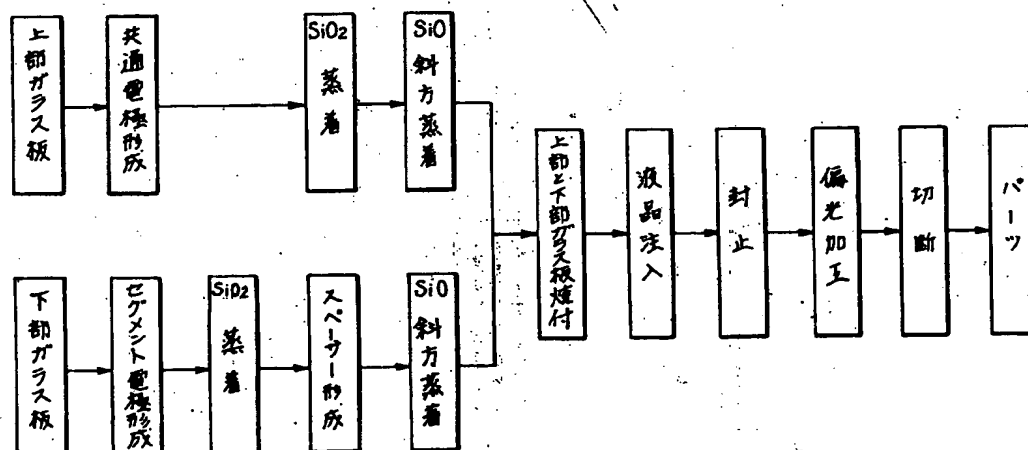 上部ガラス板
共通電極形成
SiO₂
蒸着
SiO
斜方蒸着
下部ガラス板
セグメント電極形成
SiO₂
蒸着
スペーサー形成
SiO
斜方蒸着
上部と下部ガラス板焼付
液晶注入
封止
偏光加工
切断
パーツ